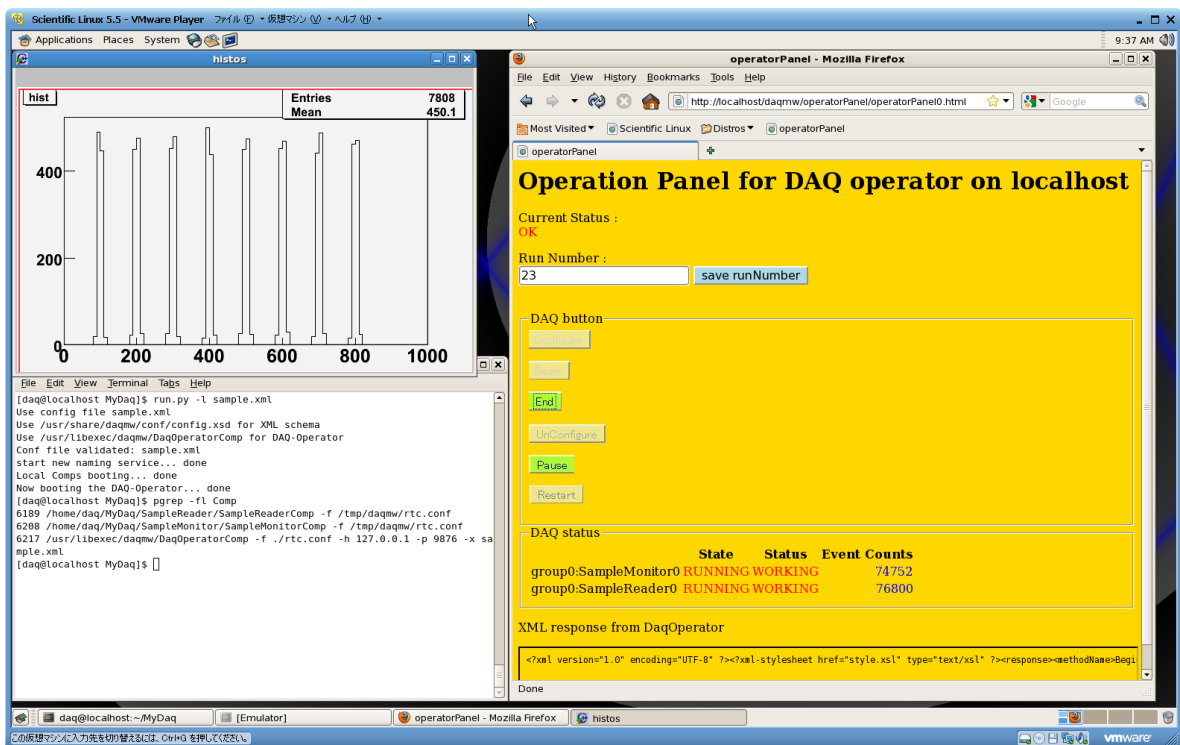 Scientific Linux 5.5 - VMware Player ファイル (F) 仮想マシン (V) ヘルプ (H)
Applications Places System 9:37 AM
histos
hist
Entries 7808
Mean 450.1
400
200
0
0 200 400 600 800 1000
File Edit View Terminal Tabs Help
[daq@localhost MyDaq]$ run.py -l sample.xml
Use config file sample.xml
Use /usr/share/daqmw/conf/config.xsd for XML schema
Use /usr/libexec/daqmw/DaqOperatorComp for DAQ-Operator
Conf file validated: sample.xml
start new naming service... done
Local Comps booting... done
Now booting the DAQ-Operator... done
[daq@localhost MyDaq]$ pgrep -fl Comp
6189 /home/daq/MyDaq/SampleReader/SampleReaderComp -f /tmp/daqmw/rtc.conf
6208 /home/daq/MyDaq/SampleMonitor/SampleMonitorComp -f /tmp/daqmw/rtc.conf
6217 /usr/libexec/daqmw/DaqOperatorComp -f ./rtc.conf -h 127.0.0.1 -p 9876 -x sa
mple.xml
[daq@localhost MyDaq]$
operatorPanel - Mozilla Firefox
File Edit View History Bookmarks Tools Help
http://localhost/daqmw/operatorPanel/operatorPanel0.html Google
Most Visited Scientific Linux Distros operatorPanel
operatorPanel
Operation Panel for DAQ operator on localhost
Current Status :
OK
Run Number :
23 save runNumber
DAQ button
Configure
Begin
End
UnConfigure
Pause
Restart
DAQ status
State Status Event Counts
group0:SampleMonitor0 RUNNING WORKING 74752
group0:SampleReader0 RUNNING WORKING 76800
XML response from DaqOperator
<?xml version="1.0" encoding="UTF-8" ?><?xml-stylesheet href="style.xsl" type="text/xsl" ?><response><methodName>Begi
Done
daq@localhost:~/MyDaq [Emulator] operatorPanel - Mozilla Firefox histos
この仮想マシンに入力先を切り替えるには、Ctrl+G を押してください。 vmware